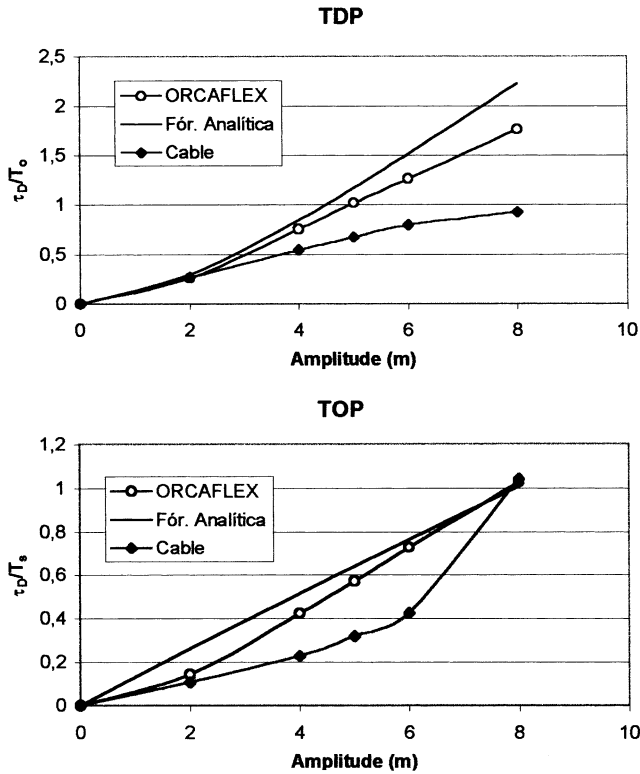 TDP
2,5
2
1,5
1
0,5
0
τD/To
ORCAFLEX
Fór. Analítica
Cable
0 2 4 6 8 10
Amplitude (m)
TOP
1,2
1
0,8
0,6
0,4
0,2
0
τD/Ts
ORCAFLEX
Fór. Analítica
Cable
0 2 4 6 8 10
Amplitude (m)